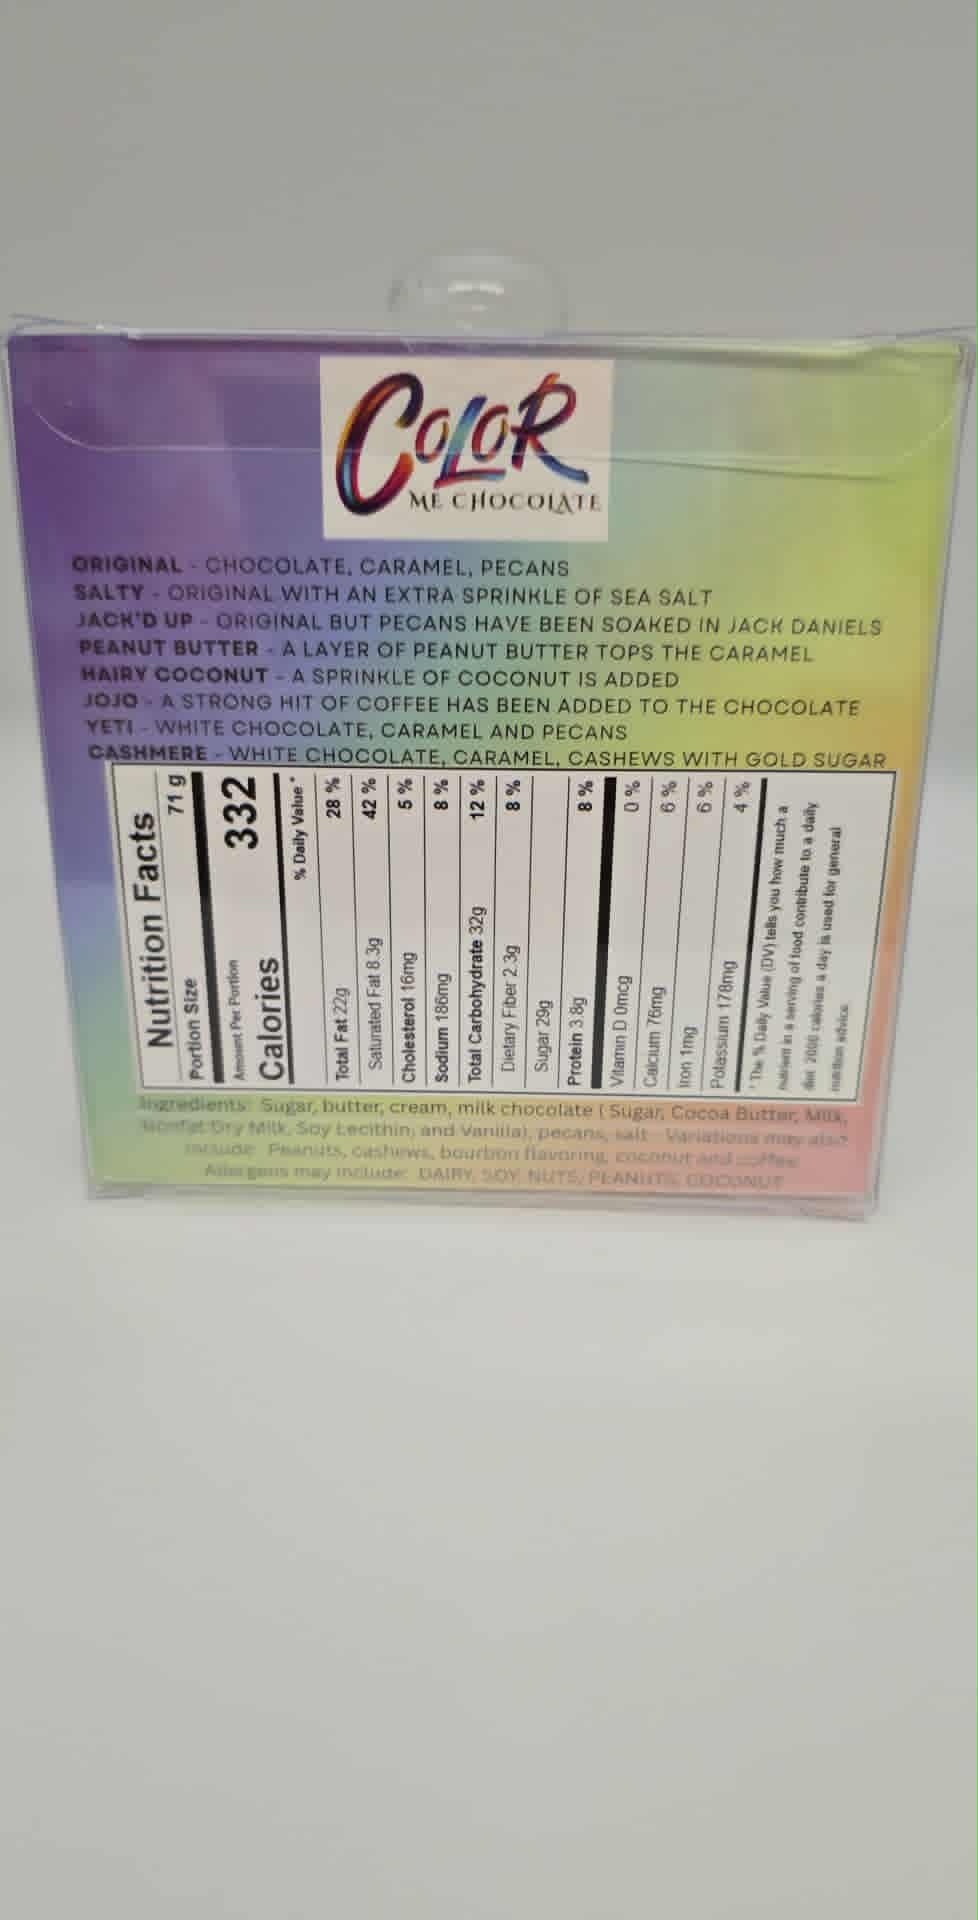 COLOR
ME CHOCOLATE
ORIGINAL - CHOCOLATE, CARAMEL, PECANS
SALTY - ORIGINAL WITH AN EXTRA SPRINKLE OF SEA SALT
JACK'D UP - ORIGINAL BUT PECANS HAVE BEEN SOAKED IN JACK DANIELS
PEANUT BUTTER - A LAYER OF PEANUT BUTTER TOPS THE CARAMEL
HAIRY COCONUT - A SPRINKLE OF COCONUT IS ADDED
JOJO - A STRONG HIT OF COFFEE HAS BEEN ADDED TO THE CHOCOLATE
YETI - WHITE CHOCOLATE, CARAMEL AND PECANS
CASHMERE - WHITE CHOCOLATE, CARAMEL, CASHEWS WITH GOLD SUGAR
Nutrition Facts
Portion Size 71 g
Amount Per Portion
Calories 332
% Daily Value *
Total Fat 22g 28 %
Saturated Fat 8.3g 42 %
Cholesterol 16mg 5 %
Sodium 186mg 8 %
Total Carbohydrate 32g 12 %
Dietary Fiber 2.3g 8 %
Sugar 29g
Protein 3.8g 8 %
Vitamin D 0mcg 0 %
Calcium 76mg 6 %
Iron 1mg 6 %
Potassium 178mg 4 %
* The % Daily Value (DV) tells you how much a
nutrient in a serving of food contribute to a daily
diet. 2000 calories a day is used for general
nutrition advice.
Ingredients: Sugar, butter, cream, milk chocolate ( Sugar, Cocoa Butter, Milk,
Nonfat Dry Milk, Soy Lecithin, and Vanilla), pecans, salt Variations may also
include: Peanuts, cashews, bourbon flavoring, coconut and coffee
Allergens may include: DAIRY, SOY, NUTS, PEANUTS, COCONUT